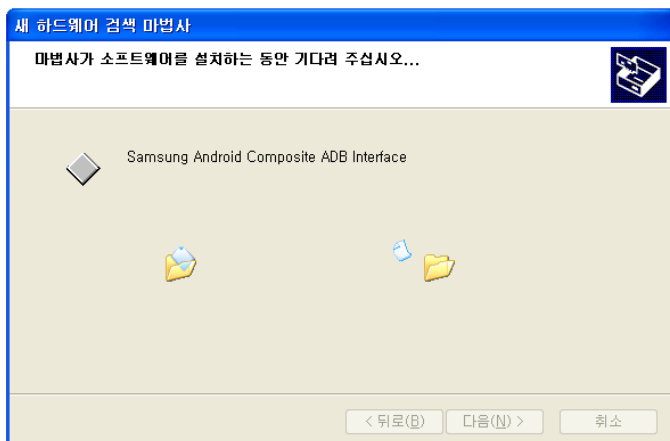 새 하드웨어 검색 마법사
마법사가 소프트웨어를 설치하는 동안 기다려 주십시오...
Samsung Android Composite ADB Interface
< 뒤로(B) 다음(N) > 취소